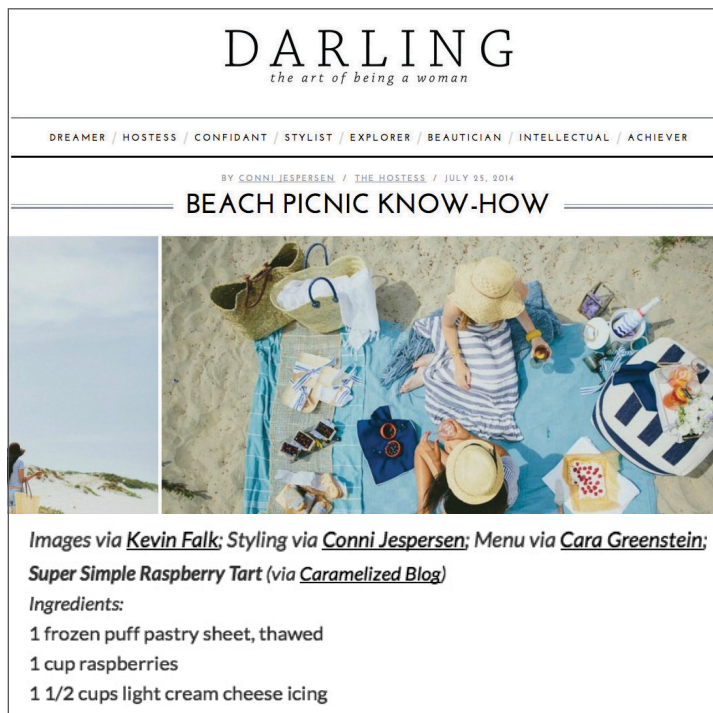 DARLING
the art of being a woman
DREAMER / HOSTESS / CONFIDANT / STYLIST / EXPLORER / BEAUTICIAN / INTELLECTUAL / ACHIEVER
BY CONNI JESPERSEN / THE HOSTESS / JULY 25, 2014
BEACH PICNIC KNOW-HOW
Images via Kevin Falk; Styling via Conni Jespersen; Menu via Cara Greenstein;
Super Simple Raspberry Tart (via Caramelized Blog)
Ingredients:
1 frozen puff pastry sheet, thawed
1 cup raspberries
1 1/2 cups light cream cheese icing